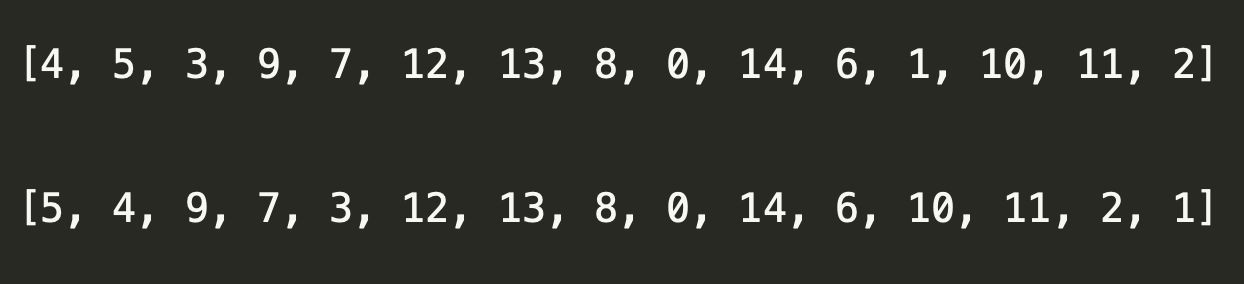 [4, 5, 3, 9, 7, 12, 13, 8, 0, 14, 6, 1, 10, 11, 2]
[5, 4, 9, 7, 3, 12, 13, 8, 0, 14, 6, 10, 11, 2, 1]